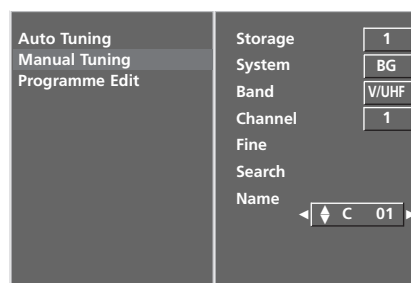 Auto Tuning
Manual Tuning
Programme Edit
Storage 1
System BG
Band V/UHF
Channel 1
Fine
Search
Name
C 01